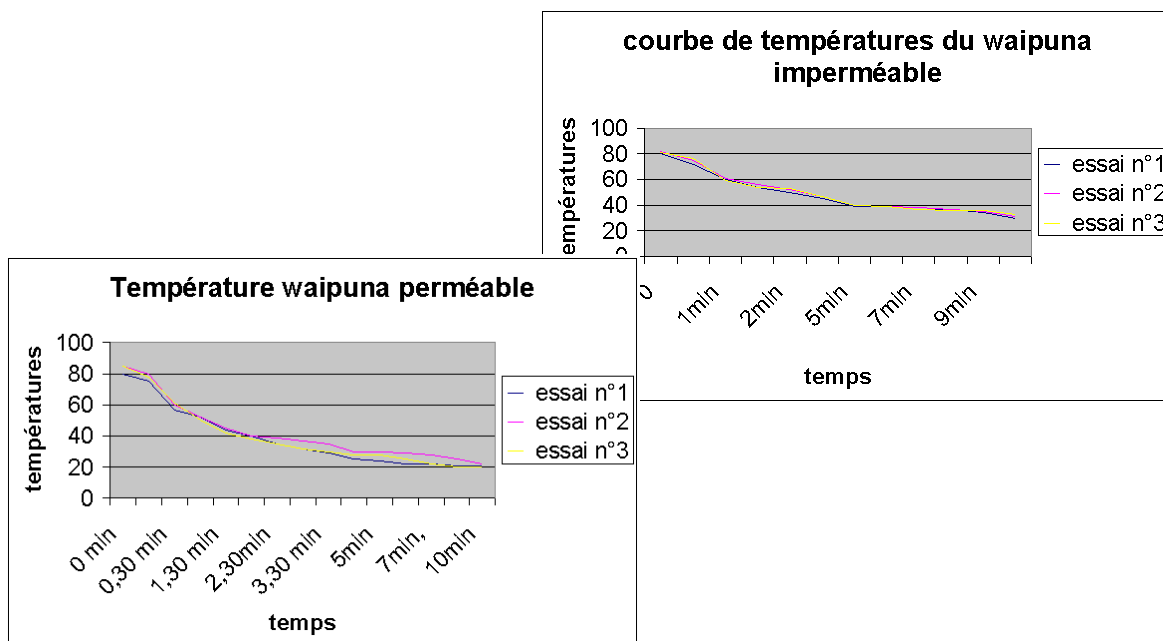 courbe de températures du waipuna
imperméable
empératures
100
80
60
40
20
essai n°1
essai n°2
essai n°3
0
1min
2min
5min
7min
9min
temps
Température waipuna perméable
températures
100
80
60
40
20
0
essai n°1
essai n°2
essai n°3
0 min
0,30 min
1,30 min
2,30min
3,30 min
5min
7min,
10min
temps